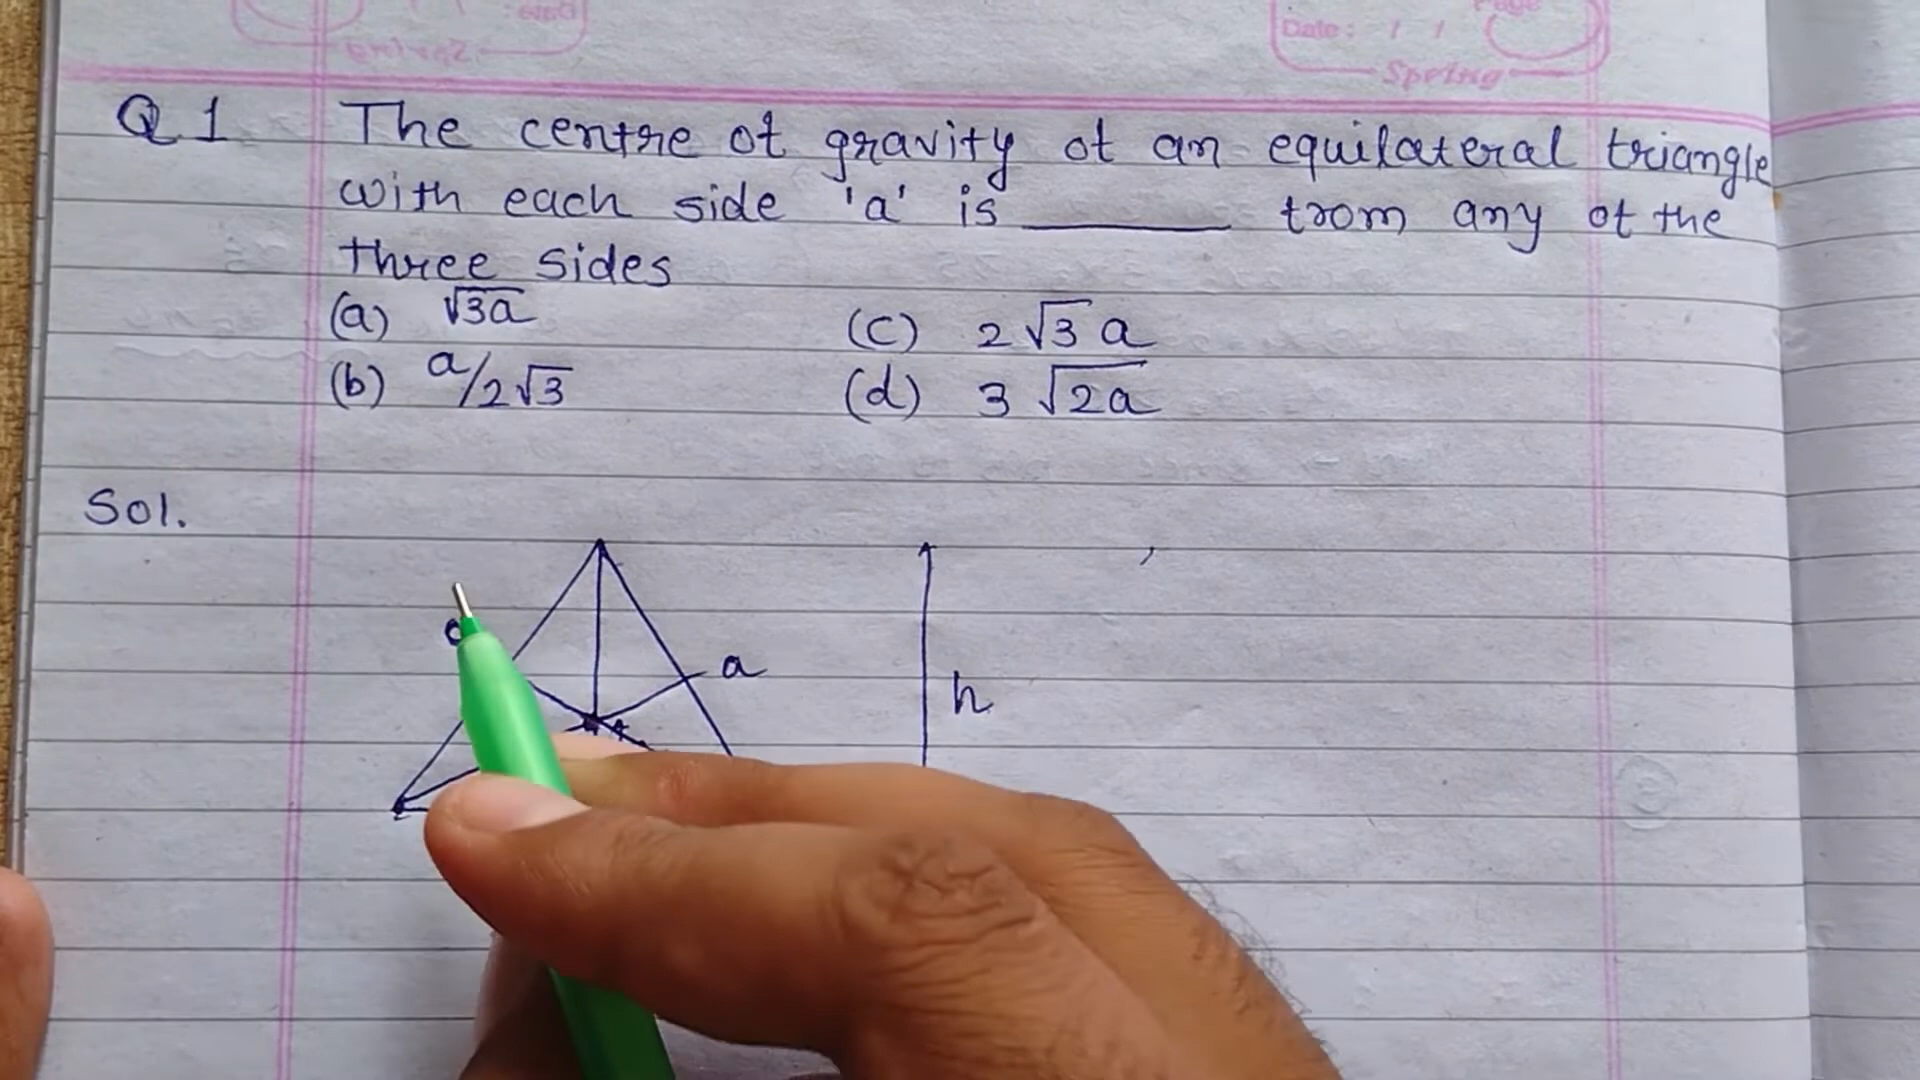 Date: / / Page
Spring
Q 1 The centre of gravity of an equilateral triangle
with each side 'a' is ______ from any of the
three sides
(a) √3a (c) 2√3 a
(b) a/2√3 (d) 3 √2a
Sol.
a
h